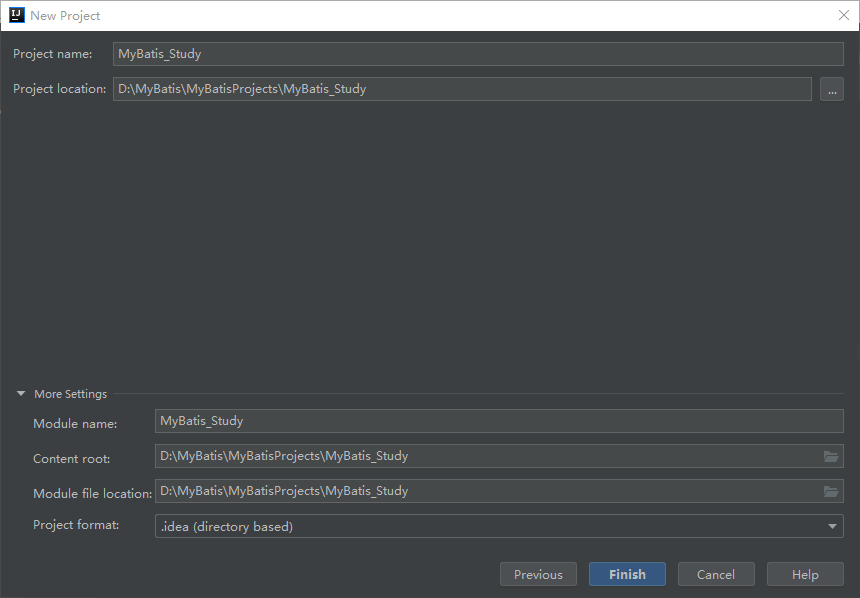 New Project
Project name: MyBatis_Study
Project location: D:\MyBatis\MyBatisProjects\MyBatis_Study ...
More Settings
Module name: MyBatis_Study
Content root: D:\MyBatis\MyBatisProjects\MyBatis_Study
Module file location: D:\MyBatis\MyBatisProjects\MyBatis_Study
Project format: .idea (directory based)
Previous Finish Cancel Help